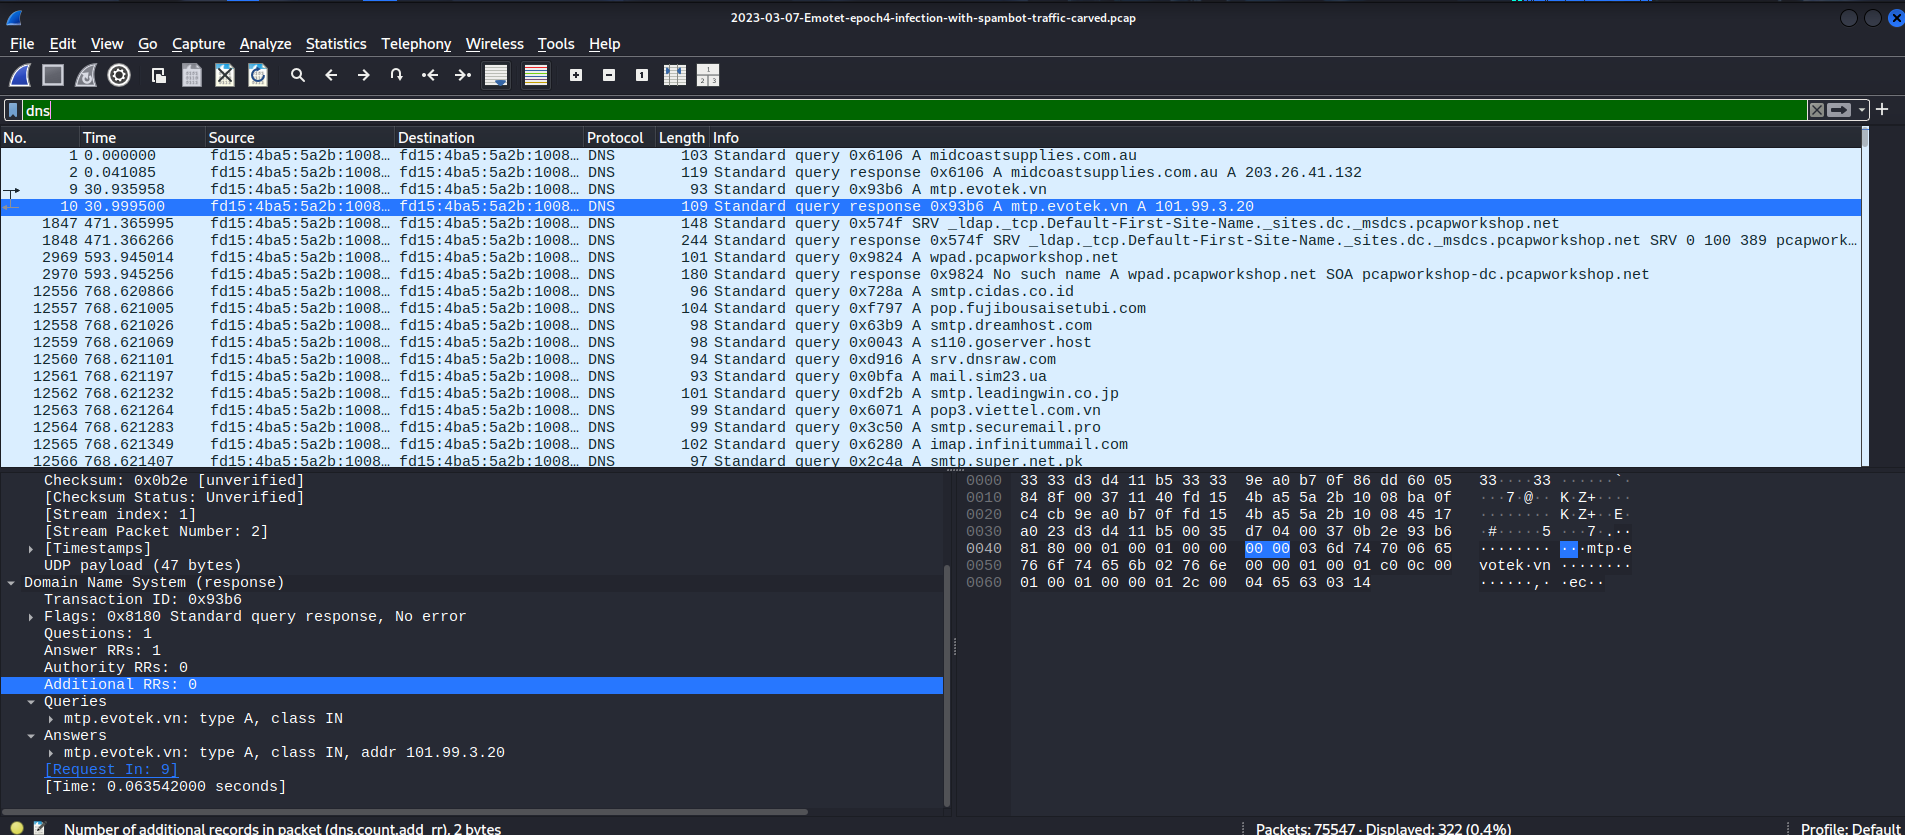 2023-03-07-Emotet-epoch4-infection-with-spambot-traffic-carved.pcap
File Edit View Go Capture Analyze Statistics Telephony Wireless Tools Help
dns
No. Time Source Destination Protocol Length Info
1 0.000000 fd15:4ba5:5a2b:1008… fd15:4ba5:5a2b:1008… DNS 103 Standard query 0x6106 A midcoastsupplies.com.au
2 0.041085 fd15:4ba5:5a2b:1008… fd15:4ba5:5a2b:1008… DNS 119 Standard query response 0x6106 A midcoastsupplies.com.au A 203.26.41.132
9 30.935958 fd15:4ba5:5a2b:1008… fd15:4ba5:5a2b:1008… DNS 93 Standard query 0x93b6 A mtp.evotek.vn
10 30.999500 fd15:4ba5:5a2b:1008… fd15:4ba5:5a2b:1008… DNS 109 Standard query response 0x93b6 A mtp.evotek.vn A 101.99.3.20
1847 471.365995 fd15:4ba5:5a2b:1008… fd15:4ba5:5a2b:1008… DNS 148 Standard query 0x574f SRV _ldap._tcp.Default-First-Site-Name._sites.dc._msdcs.pcapworkshop.net
1848 471.366266 fd15:4ba5:5a2b:1008… fd15:4ba5:5a2b:1008… DNS 244 Standard query response 0x574f SRV _ldap._tcp.Default-First-Site-Name._sites.dc._msdcs.pcapworkshop.net SRV 0 100 389 pcapwork…
2969 593.945014 fd15:4ba5:5a2b:1008… fd15:4ba5:5a2b:1008… DNS 101 Standard query 0x9824 A wpad.pcapworkshop.net
2970 593.945256 fd15:4ba5:5a2b:1008… fd15:4ba5:5a2b:1008… DNS 180 Standard query response 0x9824 No such name A wpad.pcapworkshop.net SOA pcapworkshop-dc.pcapworkshop.net
12556 768.620866 fd15:4ba5:5a2b:1008… fd15:4ba5:5a2b:1008… DNS 96 Standard query 0x728a A smtp.cidas.co.id
12557 768.621005 fd15:4ba5:5a2b:1008… fd15:4ba5:5a2b:1008… DNS 104 Standard query 0xf797 A pop.fujibousaisetubi.com
12558 768.621026 fd15:4ba5:5a2b:1008… fd15:4ba5:5a2b:1008… DNS 98 Standard query 0x63b9 A smtp.dreamhost.com
12559 768.621069 fd15:4ba5:5a2b:1008… fd15:4ba5:5a2b:1008… DNS 98 Standard query 0x0043 A s110.goserver.host
12560 768.621101 fd15:4ba5:5a2b:1008… fd15:4ba5:5a2b:1008… DNS 94 Standard query 0xd916 A srv.dnsraw.com
12561 768.621197 fd15:4ba5:5a2b:1008… fd15:4ba5:5a2b:1008… DNS 93 Standard query 0x0bfa A mail.sim23.ua
12562 768.621232 fd15:4ba5:5a2b:1008… fd15:4ba5:5a2b:1008… DNS 101 Standard query 0xdf2b A smtp.leadingwin.co.jp
12563 768.621264 fd15:4ba5:5a2b:1008… fd15:4ba5:5a2b:1008… DNS 99 Standard query 0x6071 A pop3.viettel.com.vn
12564 768.621283 fd15:4ba5:5a2b:1008… fd15:4ba5:5a2b:1008… DNS 99 Standard query 0x3c50 A smtp.securemail.pro
12565 768.621349 fd15:4ba5:5a2b:1008… fd15:4ba5:5a2b:1008… DNS 102 Standard query 0x6280 A imap.infinitummail.com
12566 768.621407 fd15:4ba5:5a2b:1008… fd15:4ba5:5a2b:1008… DNS 97 Standard query 0x2c4a A smtp.super.net.pk
Checksum: 0x0b2e [unverified]
[Checksum Status: Unverified]
[Stream index: 1]
[Stream Packet Number: 2]
[Timestamps]
UDP payload (47 bytes)
Domain Name System (response)
Transaction ID: 0x93b6
Flags: 0x8180 Standard query response, No error
Questions: 1
Answer RRs: 1
Authority RRs: 0
Additional RRs: 0
Queries
mtp.evotek.vn: type A, class IN
Answers
mtp.evotek.vn: type A, class IN, addr 101.99.3.20
[Request In: 9]
[Time: 0.063542000 seconds]
0000 33 33 d3 d4 11 b5 33 33 9e a0 b7 0f 86 dd 60 05 33····33 ······`·
0010 84 8f 00 37 11 40 fd 15 4b a5 5a 2b 10 08 ba 0f ···7·@·· K·Z+····
0020 c4 cb 9e a0 b7 0f fd 15 4b a5 5a 2b 10 08 45 17 ········ K·Z+··E·
0030 a0 23 d3 d4 11 b5 00 35 d7 04 00 37 0b 2e 93 b6 ·#·····5 ···7·.··
0040 81 80 00 01 00 01 00 00 00 00 03 6d 74 70 06 65 ········ ···mtp·e
0050 76 6f 74 65 6b 02 76 6e 00 00 01 00 01 c0 0c 00 votek·vn ········
0060 01 00 01 00 00 01 2c 00 04 65 63 03 14 ······,· ·ec··
Number of additional records in packet (dns.count.add_rr), 2 bytes
Packets: 75547 · Displayed: 322 (0.4%)
Profile: Default